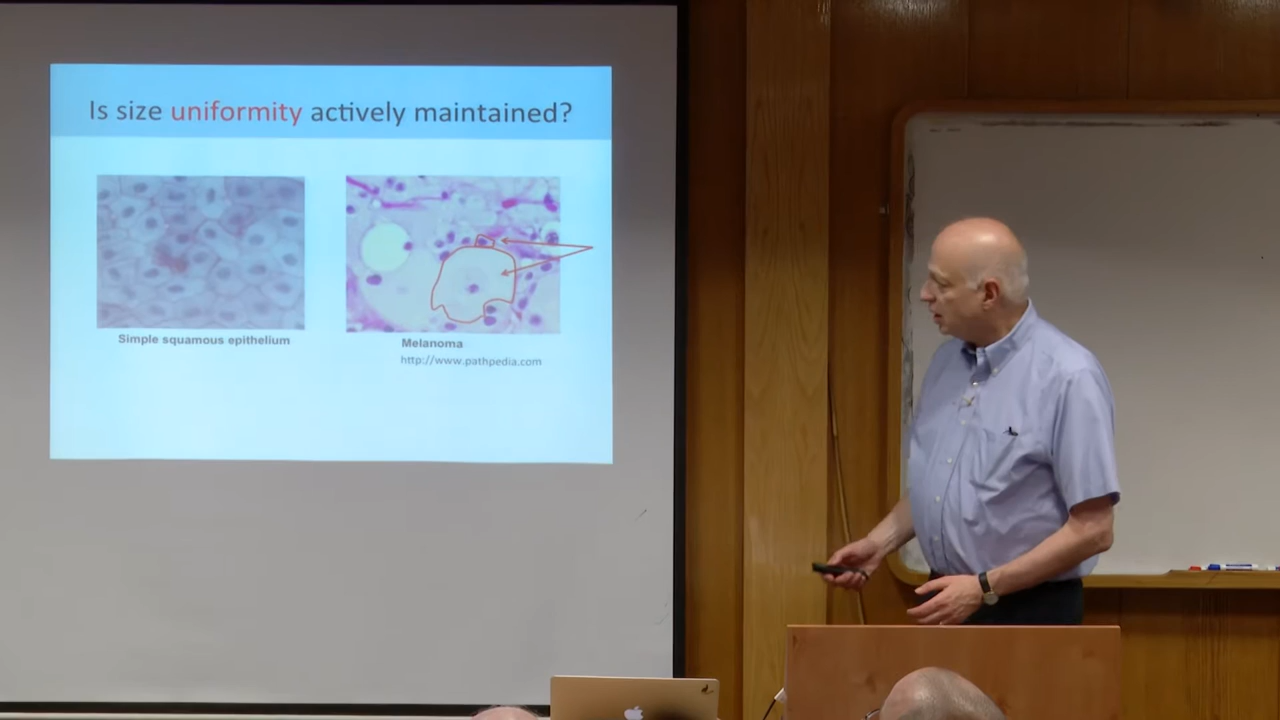 Is size uniformity actively maintained?
Simple squamous epithelium
Melanoma
http://www.pathpedia.com